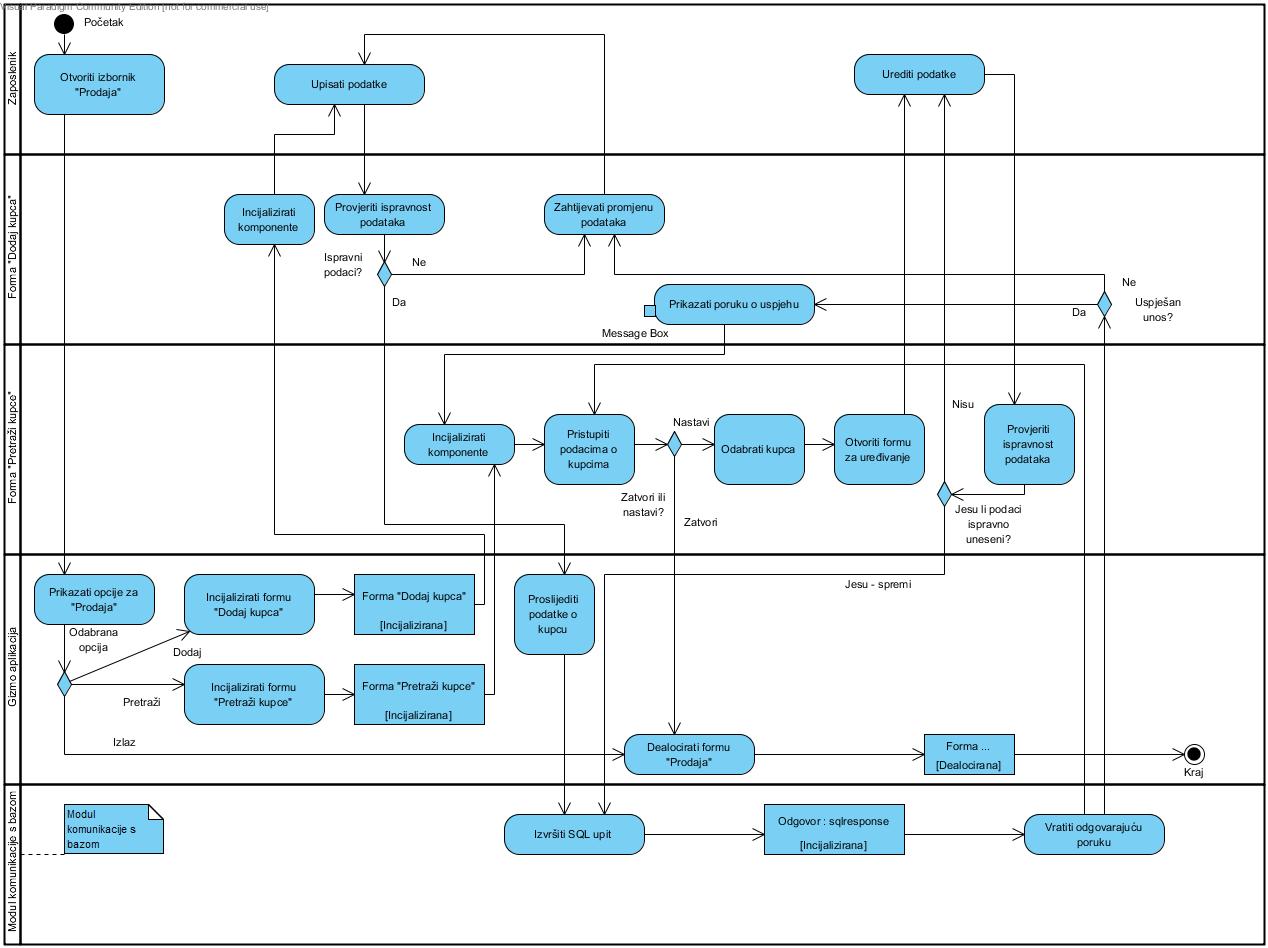 Visual Paradigm Community Edition [not for commercial use]
Zaposlenik
Početak
Otvoriti izbornik
"Prodaja"
Upisati podatke
Urediti podatke
Forma "Dodaj kupca"
Incijalizirati
komponente
Provjeriti ispravnost
podataka
Zahtijevati promjenu
podataka
Ispravni
podaci?
Ne
Da
Prikazati poruku o uspjehu
Message Box
Ne
Da
Uspješan
unos?
Forma "Pretraži kupce"
Incijalizirati
komponente
Pristupiti
podacima o
kupcima
Nastavi
Zatvori ili
nastavi?
Zatvori
Odabrati kupca
Otvoriti formu
za uređivanje
Nisu
Provjeriti
ispravnost
podataka
Jesu li podaci
ispravno
uneseni?
Gizmo aplikacija
Prikazati opcije za
"Prodaja"
Odabrana
opcija
Dodaj
Pretraži
Izlaz
Incijalizirati formu
"Dodaj kupca"
Forma "Dodaj kupca"
[Incijalizirana]
Incijalizirati formu
"Pretraži kupce"
Forma "Pretraži kupce"
[Incijalizirana]
Proslijediti
podatke o
kupcu
Jesu - spremi
Dealocirati formu
"Prodaja"
Forma ...
[Dealocirana]
Kraj
Modul komunikacije s bazom
Modul
komunikacije s
bazom
Izvršiti SQL upit
Odgovor : sqlresponse
[Incijalizirana]
Vratiti odgovarajuću
poruku